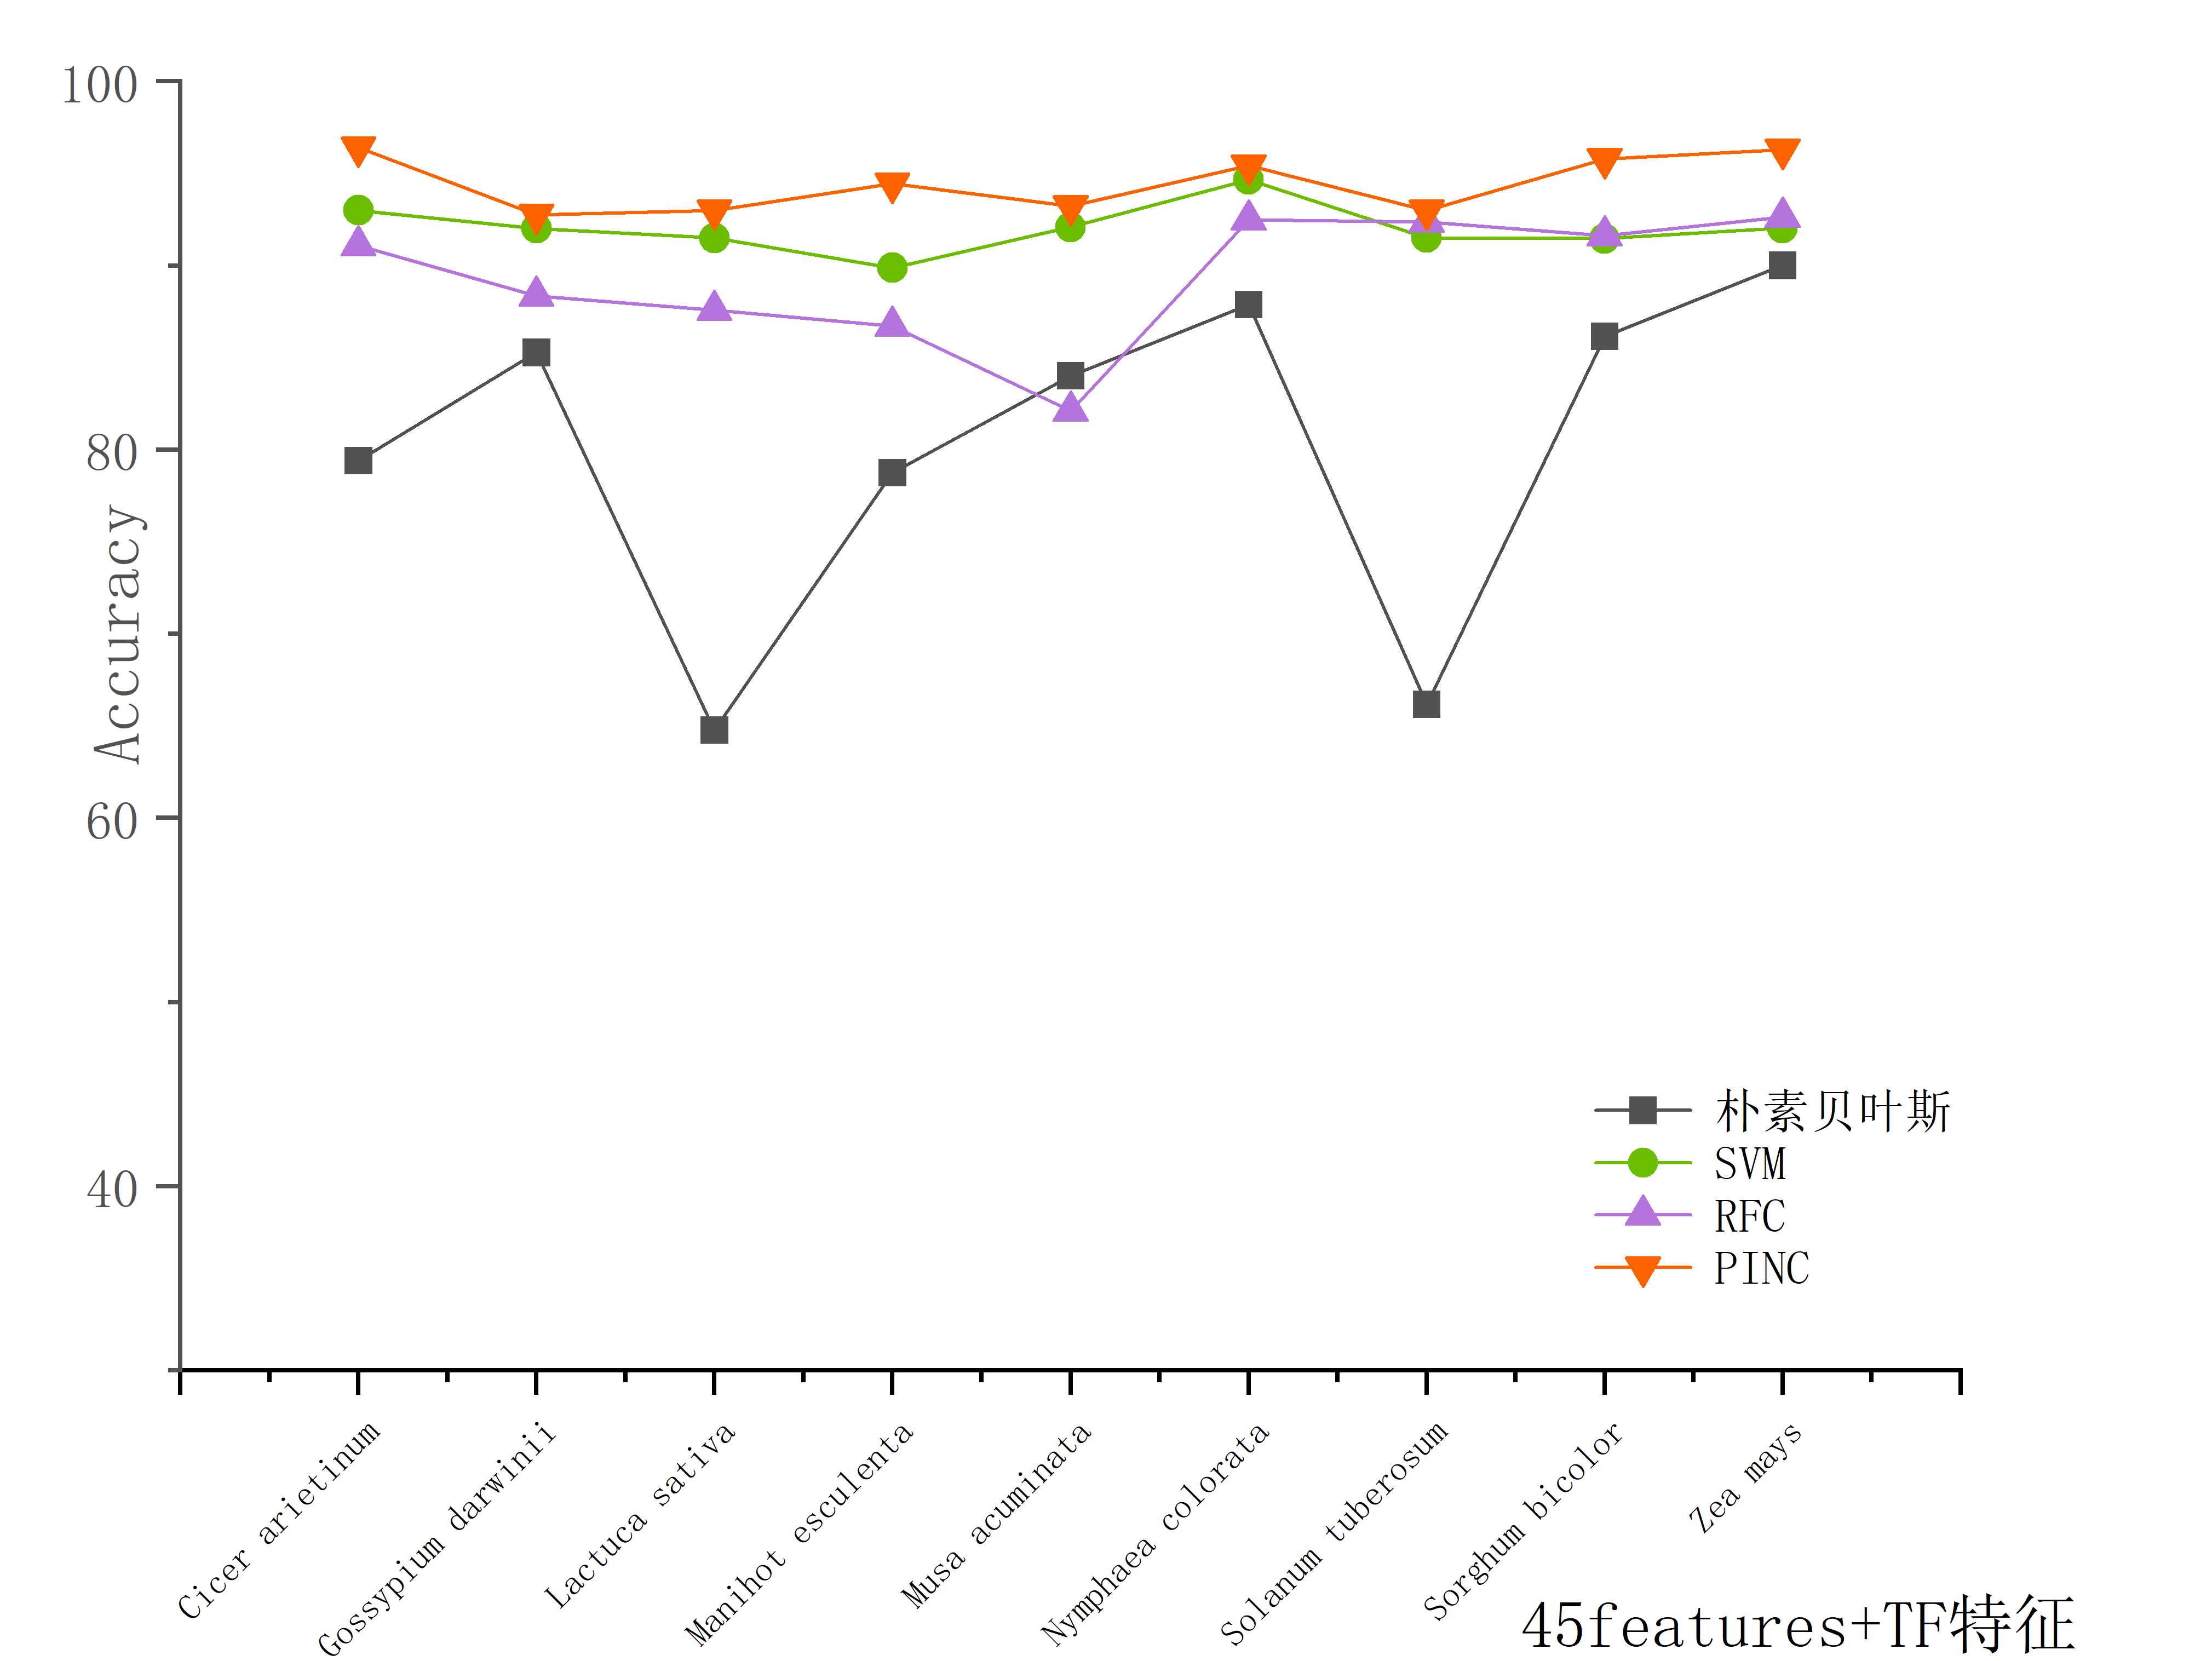 100
80
60
40
Accuracy
朴素贝叶斯
SVM
RFC
PINC
Cicer arietinum
Gossypium darwinii
Lactuca sativa
Manihot esculenta
Musa acuminata
Nymphaea colorata
Solanum tuberosum
Sorghum bicolor
Zea mays
45features+TF特征